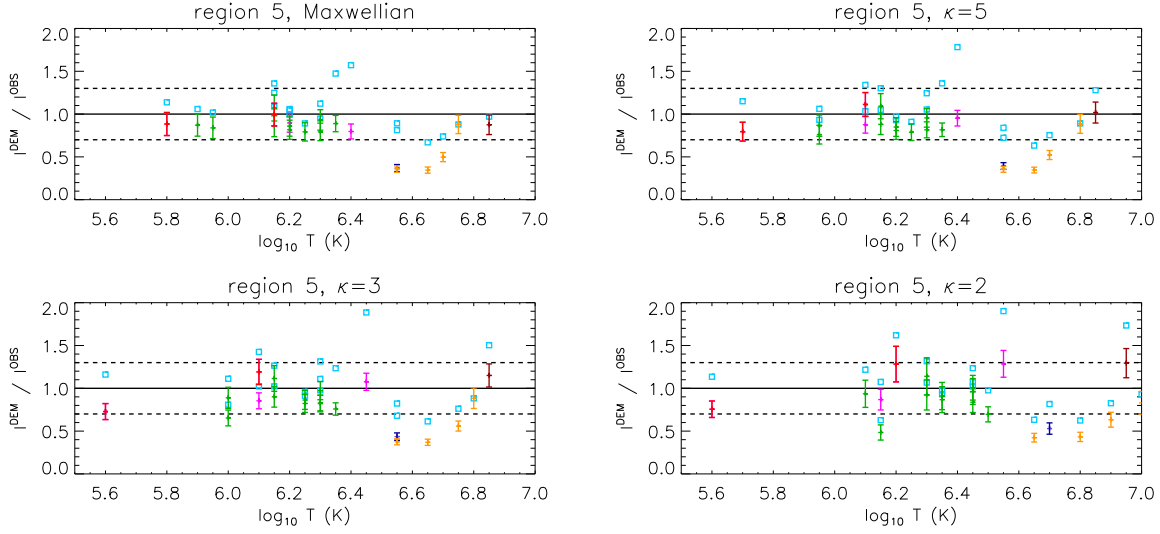 region 5, Maxwellian
2.0
1.5
1.0
0.5
0.0
I^DEM / I^OBS
5.6 5.8 6.0 6.2 6.4 6.6 6.8 7.0
log₁₀ T (K)
region 5, κ=5
2.0
1.5
1.0
0.5
0.0
I^DEM / I^OBS
5.6 5.8 6.0 6.2 6.4 6.6 6.8 7.0
log₁₀ T (K)
region 5, κ=3
2.0
1.5
1.0
0.5
0.0
I^DEM / I^OBS
5.6 5.8 6.0 6.2 6.4 6.6 6.8 7.0
log₁₀ T (K)
region 5, κ=2
2.0
1.5
1.0
0.5
0.0
I^DEM / I^OBS
5.6 5.8 6.0 6.2 6.4 6.6 6.8 7.0
log₁₀ T (K)